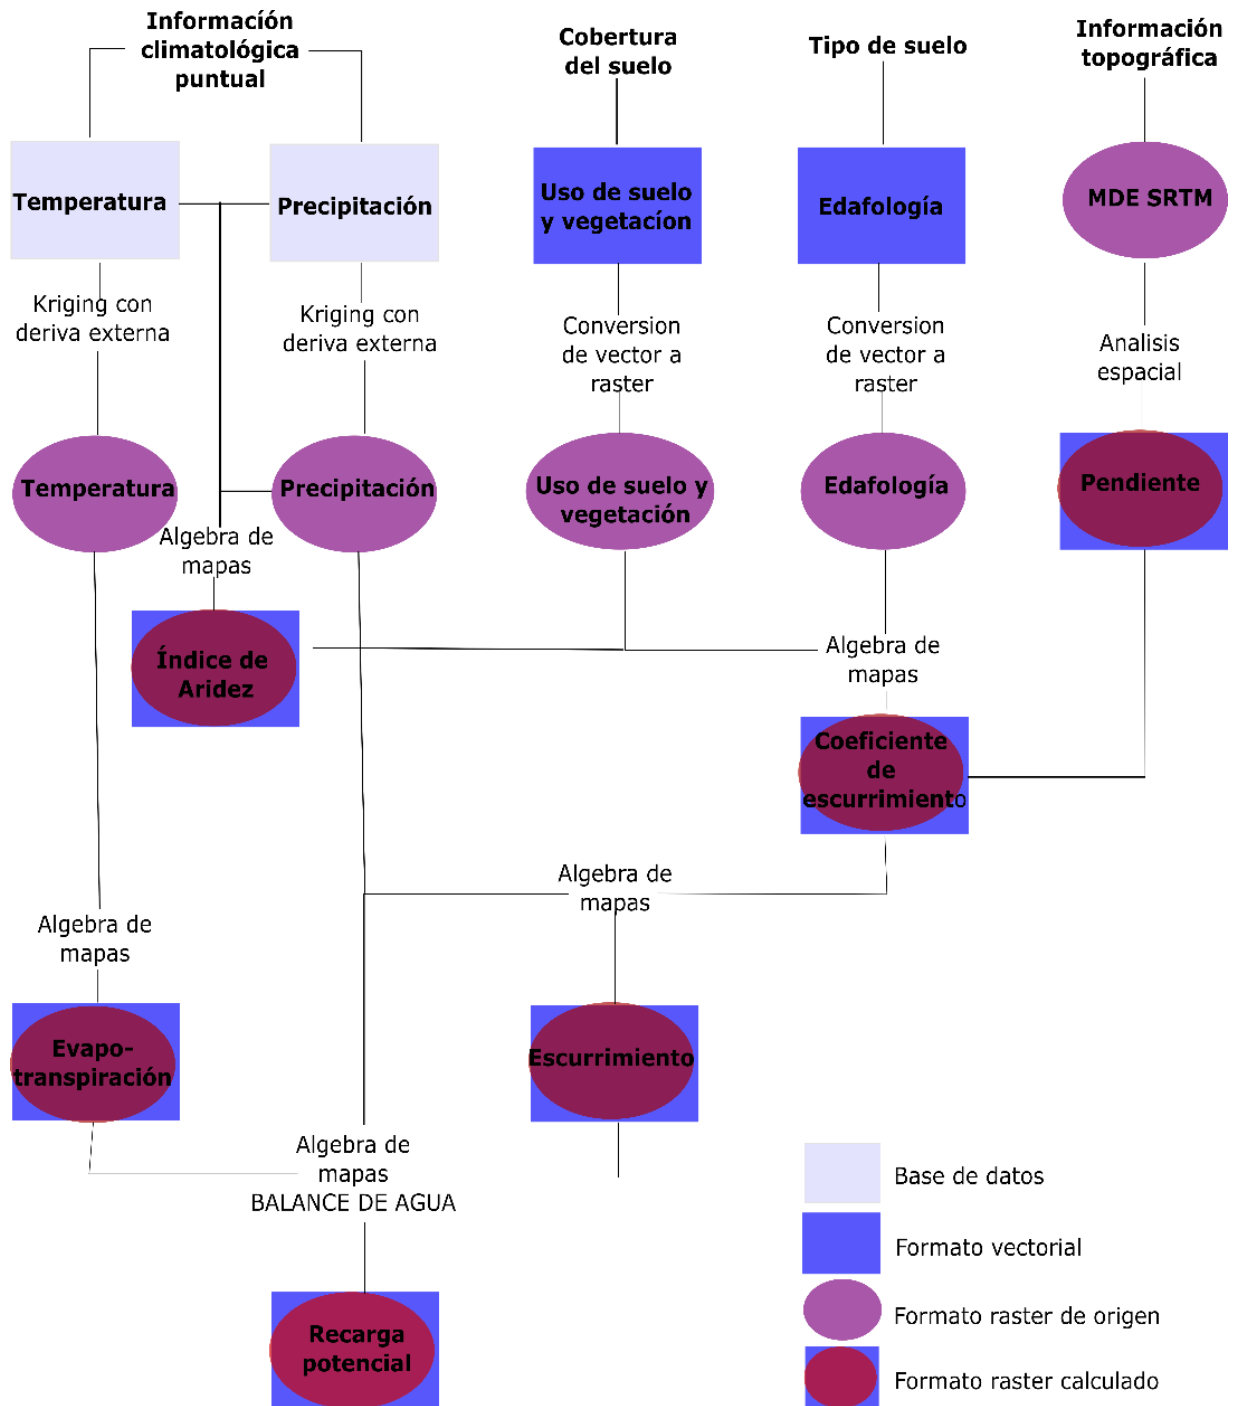 Informacíón
climatológica
puntual
Cobertura
del suelo
Tipo de suelo
Información
topográfica
Temperatura
Precipitación
Uso de suelo
y vegetacíon
Edafología
MDE SRTM
Kriging con
deriva externa
Kriging con
deriva externa
Conversion
de vector a
raster
Conversion
de vector a
raster
Analisis
espacial
Temperatura
Precipitación
Uso de suelo y
vegetación
Edafología
Pendiente
Algebra de
mapas
Índice de
Aridez
Algebra de
mapas
Coeficiente
de
escurrimiento
Algebra de
mapas
Algebra de
mapas
Evapo-
transpiración
Escurrimiento
Algebra de
mapas
BALANCE DE AGUA
Recarga
potencial
Base de datos
Formato vectorial
Formato raster de origen
Formato raster calculado